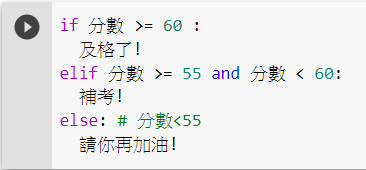 if 分數 >= 60 :
及格了!
elif 分數 >= 55 and 分數 < 60:
補考!
else: # 分數<55
請你再加油!